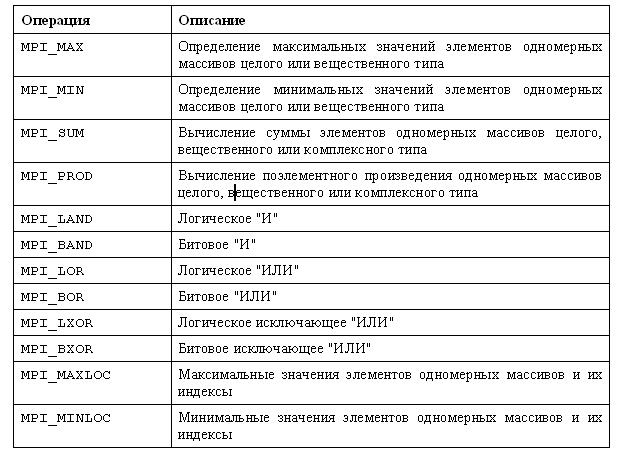 Операция Описание
MPI_MAX Определение максимальных значений элементов одномерных
массивов целого или вещественного типа
MPI_MIN Определение минимальных значений элементов одномерных
массивов целого или вещественного типа
MPI_SUM Вычисление суммы элементов одномерных массивов целого,
вещественного или комплексного типа
MPI_PROD Вычисление поэлементного произведения одномерных массивов
целого, вещественного или комплексного типа
MPI_LAND Логическое "И"
MPI_BAND Битовое "И"
MPI_LOR Логическое "ИЛИ"
MPI_BOR Битовое "ИЛИ"
MPI_LXOR Логическое исключающее "ИЛИ"
MPI_BXOR Битовое исключающее "ИЛИ"
MPI_MAXLOC Максимальные значения элементов одномерных массивов и их
индексы
MPI_MINLOC Минимальные значения элементов одномерных массивов и их
индексы